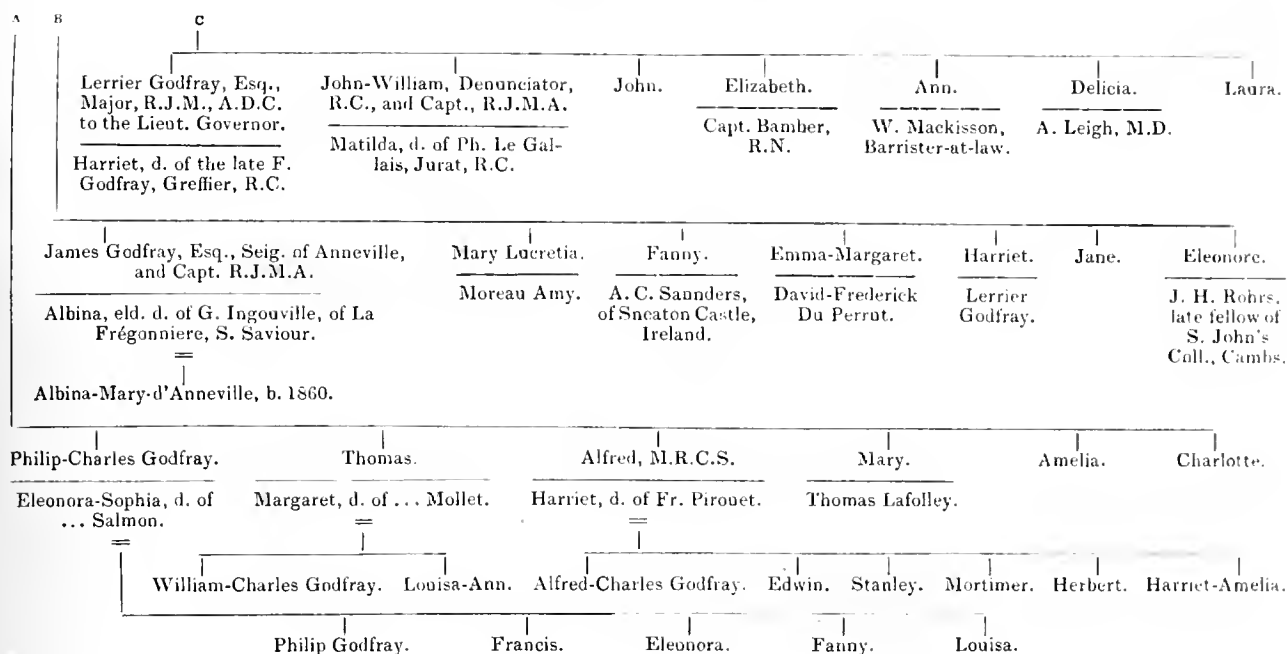 A B C
Lerrier Godfray, Esq.,
Major, R.J.M., A.D.C.
to the Lieut. Governor.
Harriet, d. of the late F.
Godfray, Greffier, R.C.
John-William, Denunciator,
R.C., and Capt., R.J.M.A.
Matilda, d. of Ph. Le Gal-
lais, Jurat, R.C.
John.
Elizabeth.
Capt. Bamber,
R.N.
Ann.
W. Mackisson,
Barrister-at-law.
Delicia.
A. Leigh, M.D.
Laura.
James Godfray, Esq., Seig. of Anneville,
and Capt. R.J.M.A.
Albina, eld. d. of G. Ingouville, of La
Frégonniere, S. Saviour.
=
Albina-Mary-d'Anneville, b. 1860.
Mary Lucretia.
Moreau Amy.
Fanny.
A. C. Saunders,
of Sneaton Castle,
Ireland.
Emma-Margaret.
David-Frederick
Du Perrot.
Harriet.
Lerrier
Godfray.
Jane.
Eleonore.
J. H. Rohrs,
late fellow of
S. John's
Coll., Cambs.
Philip-Charles Godfray.
Eleonora-Sophia, d. of
... Salmon.
=
Thomas.
Margaret, d. of ... Mollet.
=
Alfred, M.R.C.S.
Harriet, d. of Fr. Pirouet.
=
Mary.
Thomas Lafolley.
Amelia.
Charlotte.
William-Charles Godfray. Louisa-Ann. Alfred-Charles Godfray. Edwin. Stanley. Mortimer. Herbert. Harriet-Amelia.
Philip Godfray. Francis. Eleonora. Fanny. Louisa.